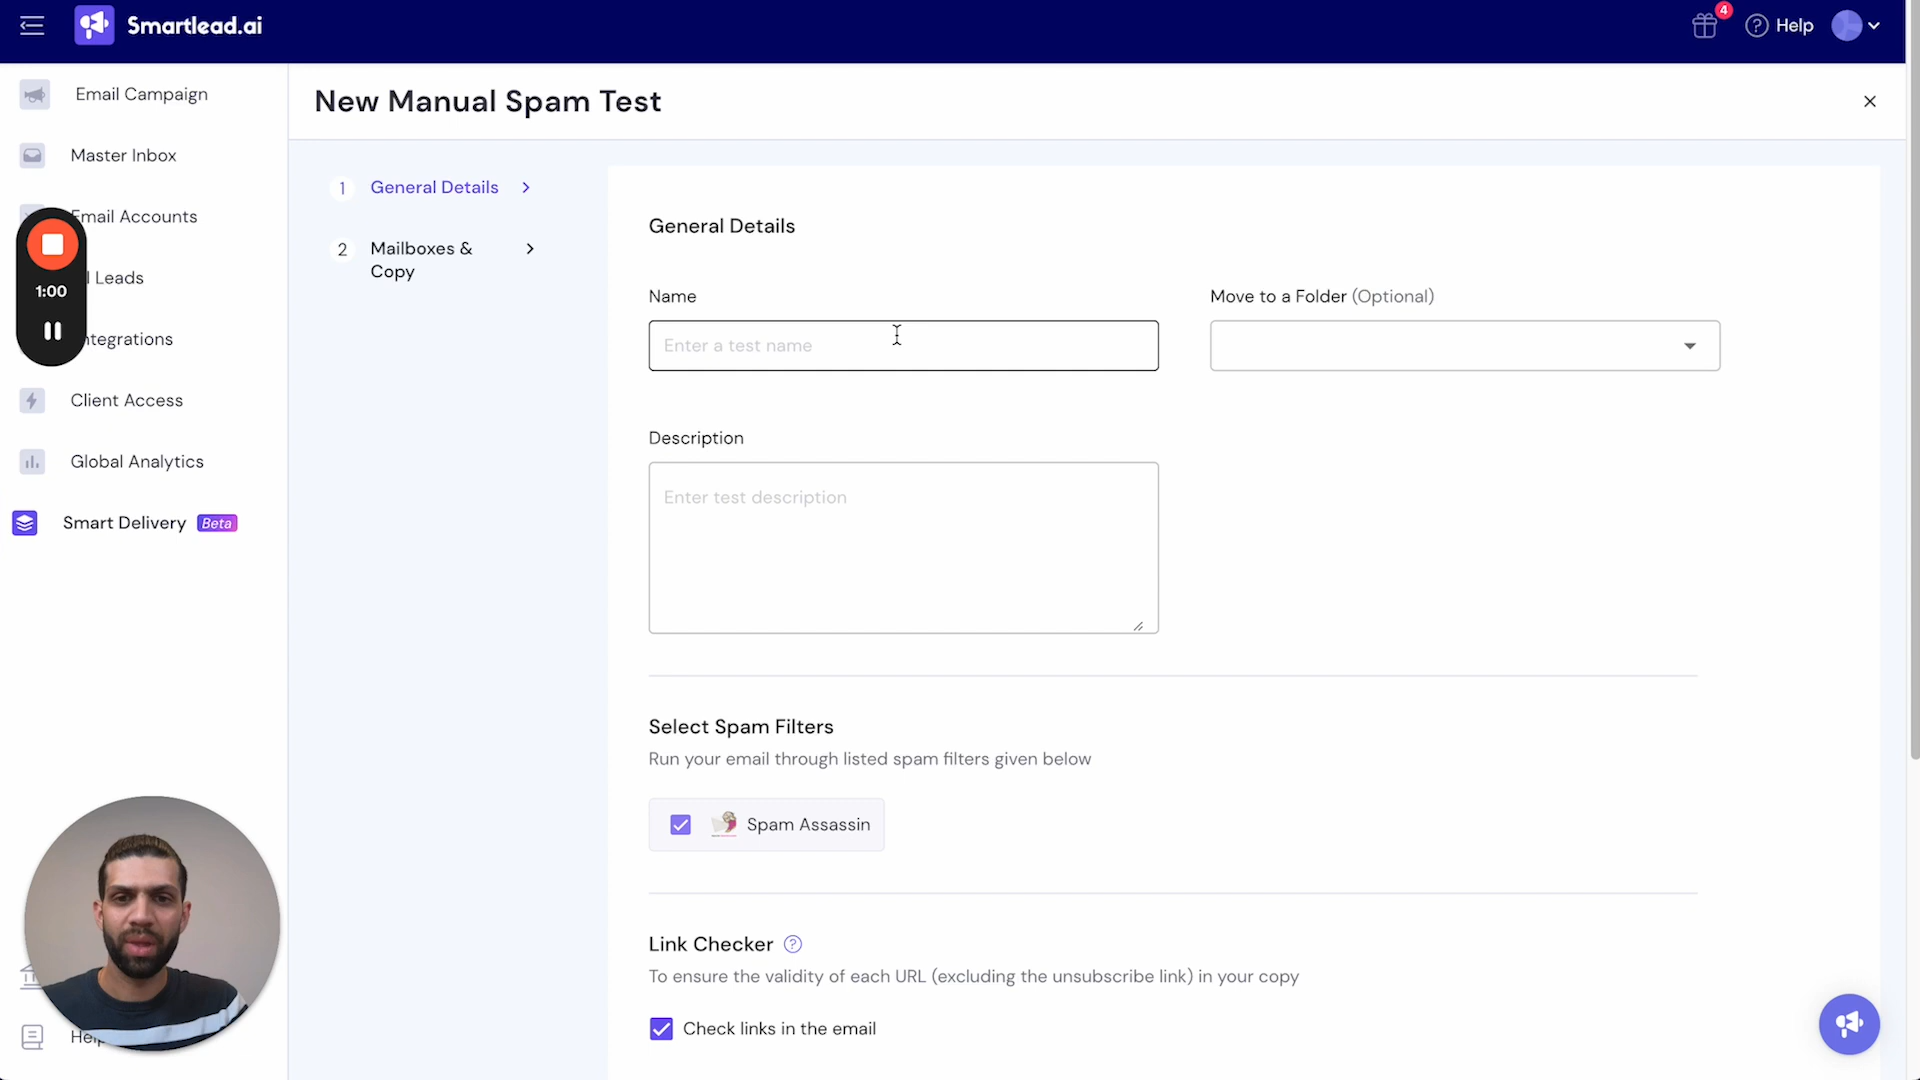 Smartlead.ai
4
Help
Email Campaign
Master Inbox
Email Accounts
Leads
1:00
Integrations
Client Access
Global Analytics
Smart Delivery Beta
Help
New Manual Spam Test
1 General Details
2 Mailboxes &
Copy
General Details
Name
Enter a test name
Move to a Folder (Optional)
Description
Enter test description
Select Spam Filters
Run your email through listed spam filters given below
Spam Assassin
Link Checker ?
To ensure the validity of each URL (excluding the unsubscribe link) in your copy
Check links in the email